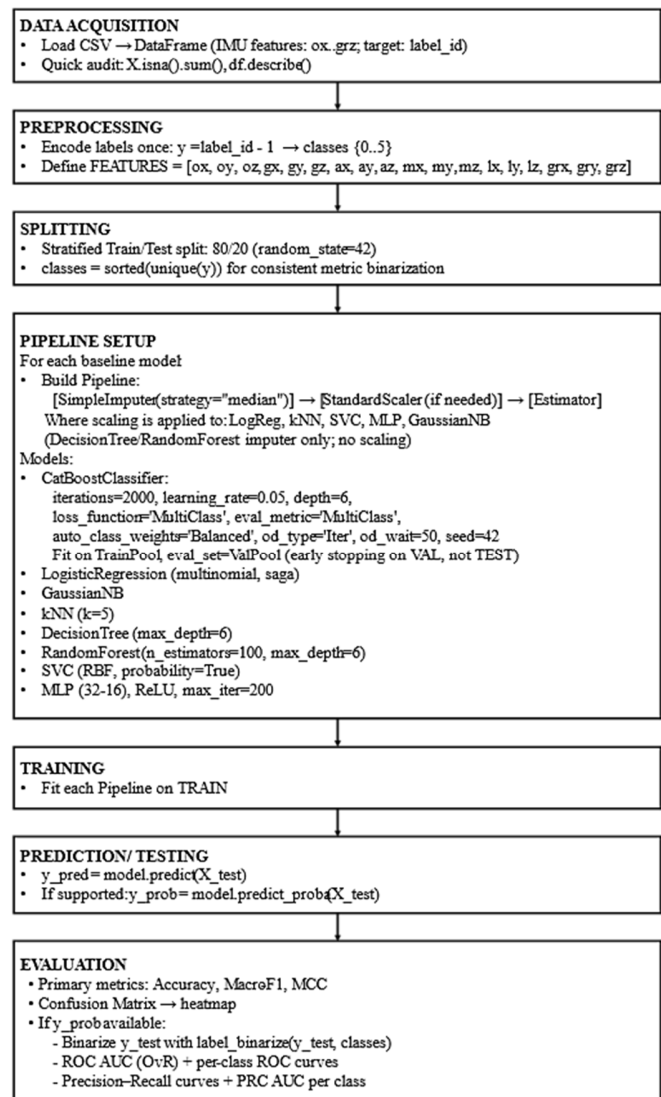 DATA ACQUISITION
• Load CSV → DataFrame (IMU features: ox..grz; target: label_id)
• Quick audit: X.isna().sum(), df.describe()
PREPROCESSING
• Encode labels once: y =label_id - 1 → classes {0..5}
• Define FEATURES = [ox, oy, oz,gx, gy, gz, ax, ay, az, mx, my,mz, lx, ly, lz, grx, gry, grz]
SPLITTING
• Stratified Train/Test split: 80/20 (random_state=42)
• classes = sorted(unique(y)) for consistent metric binarization
PIPELINE SETUP
For each baseline model:
• Build Pipeline:
[SimpleImputer(strategy="median")] → [StandardScaler (if needed)] → [Estimator]
Where scaling is applied to: LogReg, kNN, SVC, MLP, GaussianNB
(DecisionTree/RandomForest imputer only; no scaling)
Models:
• CatBoostClassifier:
iterations=2000, learning_rate=0.05, depth=6,
loss_function='MultiClass', eval_metric='MultiClass',
auto_class_weights='Balanced', od_type='Iter', od_wait=50, seed=42
Fit on TrainPool, eval_set=ValPool (early stopping on VAL, not TEST)
• LogisticRegression (multinomial, saga)
• GaussianNB
• kNN (k=5)
• DecisionTree (max_depth=6)
• RandomForest(n_estimators=100, max_depth=6)
• SVC (RBF, probability=True)
• MLP (32-16), ReLU, max_iter=200
TRAINING
• Fit each Pipeline on TRAIN
PREDICTION/ TESTING
• y_pred = model.predict(X_test)
• If supported: y_prob = model.predict_proba(X_test)
EVALUATION
• Primary metrics: Accuracy, Macro-F1, MCC
• Confusion Matrix → heatmap
• If y_prob available:
- Binarize y_test with label_binarize(y_test, classes)
- ROC AUC (OvR) + per-class ROC curves
- Precision–Recall curves + PRC AUC per class